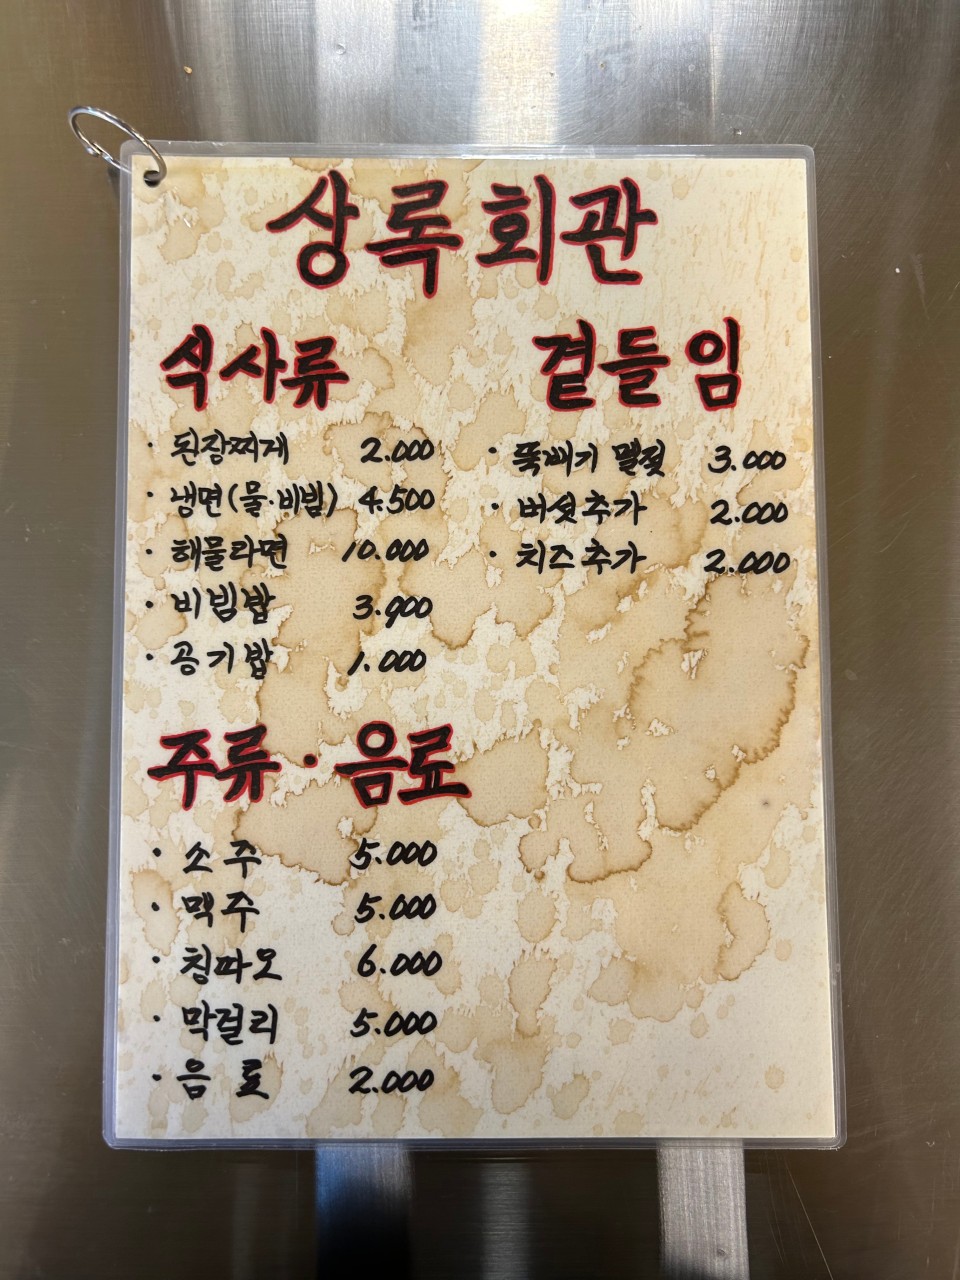 상록회관
식사류
· 된장찌게 2.000
· 냉면(물·비빔) 4.500
· 해물라면 10.000
· 비빔밥 3.900
· 공기밥 1.000
곁들임
· 뚝배기 멜젓 3.000
· 버섯추가 2.000
· 치즈추가 2.000
주류·음료
· 소주 5.000
· 맥주 5.000
· 칭따오 6.000
· 막걸리 5.000
· 음료 2.000